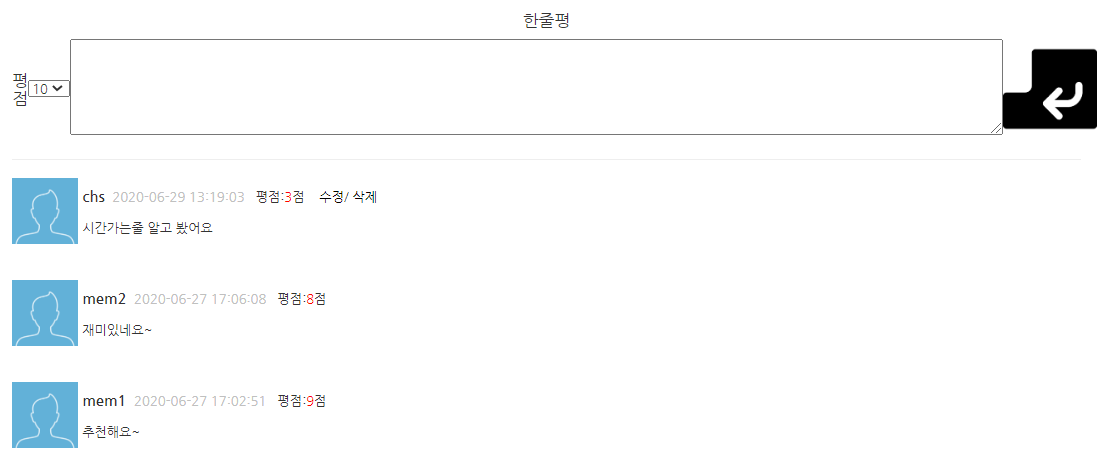 한줄평
평점 10
chs 2020-06-29 13:19:03 평점:3점 수정/ 삭제
시간가는줄 알고 봤어요
mem2 2020-06-27 17:06:08 평점:8점
재미있네요~
mem1 2020-06-27 17:02:51 평점:9점
추천해요~